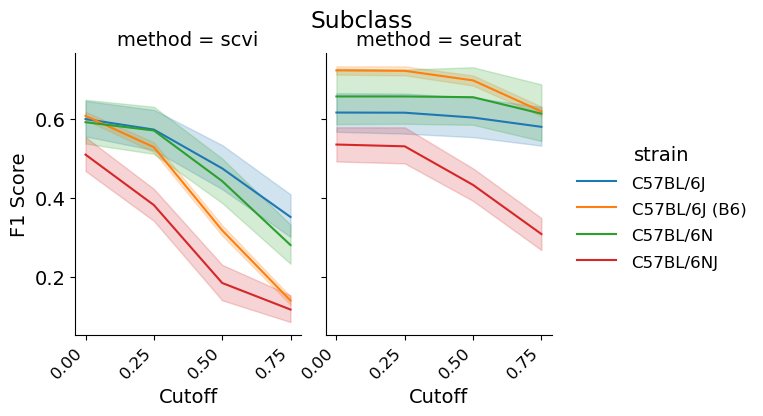 Subclass
method = scvi
method = seurat
F1 Score
0.6
0.4
0.2
0.00
0.25
0.50
0.75
0.00
0.25
0.50
0.75
Cutoff
Cutoff
strain
C57BL/6J
C57BL/6J (B6)
C57BL/6N
C57BL/6NJ